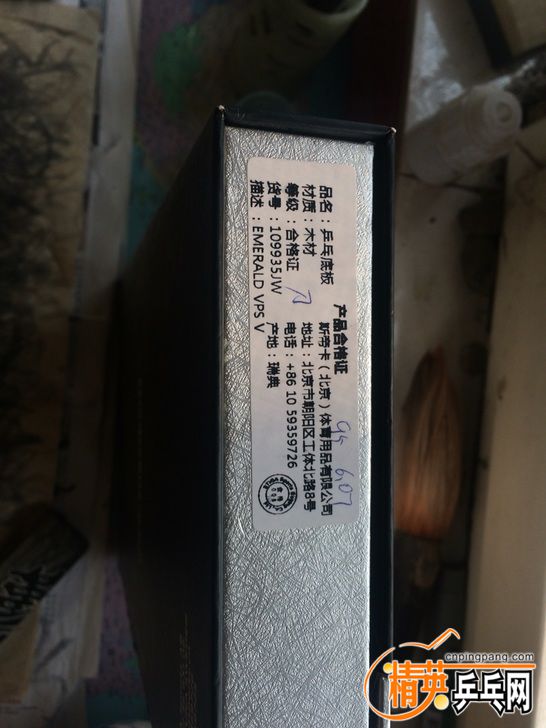 产品合格证
品名：乒乓底板
材质：木材
等级：合格证
货号：109935JW
描述：EMERALD VPS V
斯帝卡（北京）体育用品有限公司
地址：北京市朝阳区工体北路8号
电话：+86 10 59359726
产地：瑞典
cnpingpang.com
精英乒乓网